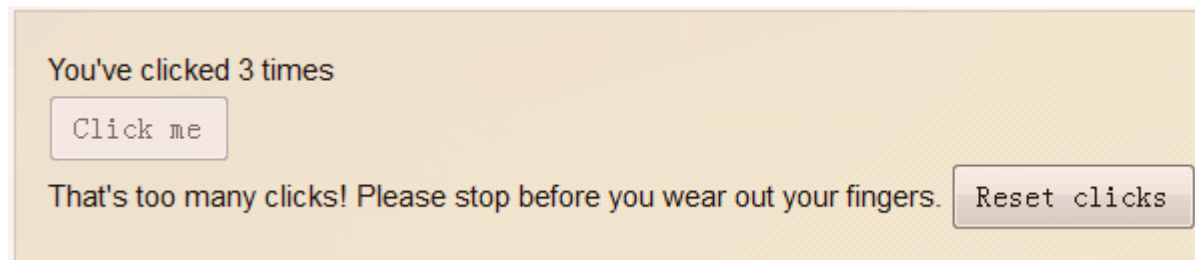 You've clicked 3 times
Click me
That's too many clicks! Please stop before you wear out your fingers. Reset clicks